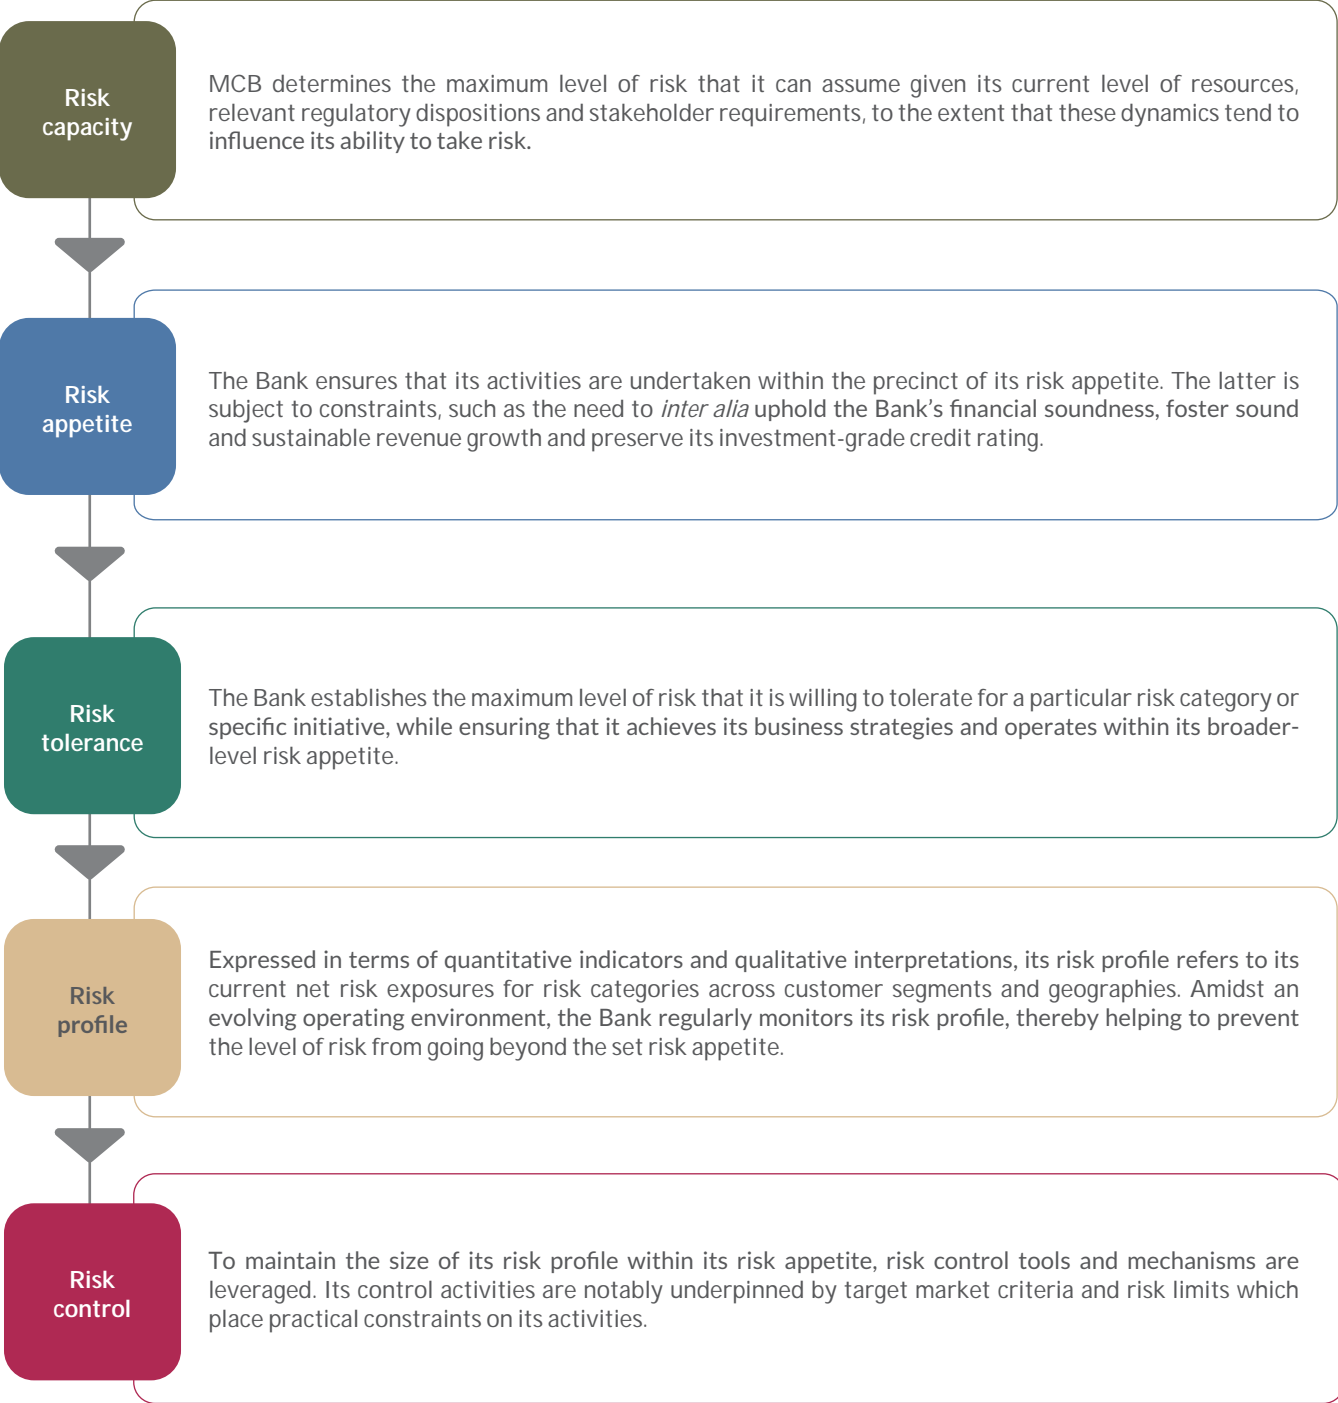 Risk
capacity
MCB determines the maximum level of risk that it can assume given its current level of resources,
relevant regulatory dispositions and stakeholder requirements, to the extent that these dynamics tend to
influence its ability to take risk.
Risk
appetite
The Bank ensures that its activities are undertaken within the precinct of its risk appetite. The latter is
subject to constraints, such as the need to inter alia uphold the Bank's financial soundness, foster sound
and sustainable revenue growth and preserve its investment-grade credit rating.
Risk
tolerance
The Bank establishes the maximum level of risk that it is willing to tolerate for a particular risk category or
specific initiative, while ensuring that it achieves its business strategies and operates within its broader-
level risk appetite.
Risk
profile
Expressed in terms of quantitative indicators and qualitative interpretations, its risk profile refers to its
current net risk exposures for risk categories across customer segments and geographies. Amidst an
evolving operating environment, the Bank regularly monitors its risk profile, thereby helping to prevent
the level of risk from going beyond the set risk appetite.
Risk
control
To maintain the size of its risk profile within its risk appetite, risk control tools and mechanisms are
leveraged. Its control activities are notably underpinned by target market criteria and risk limits which
place practical constraints on its activities.